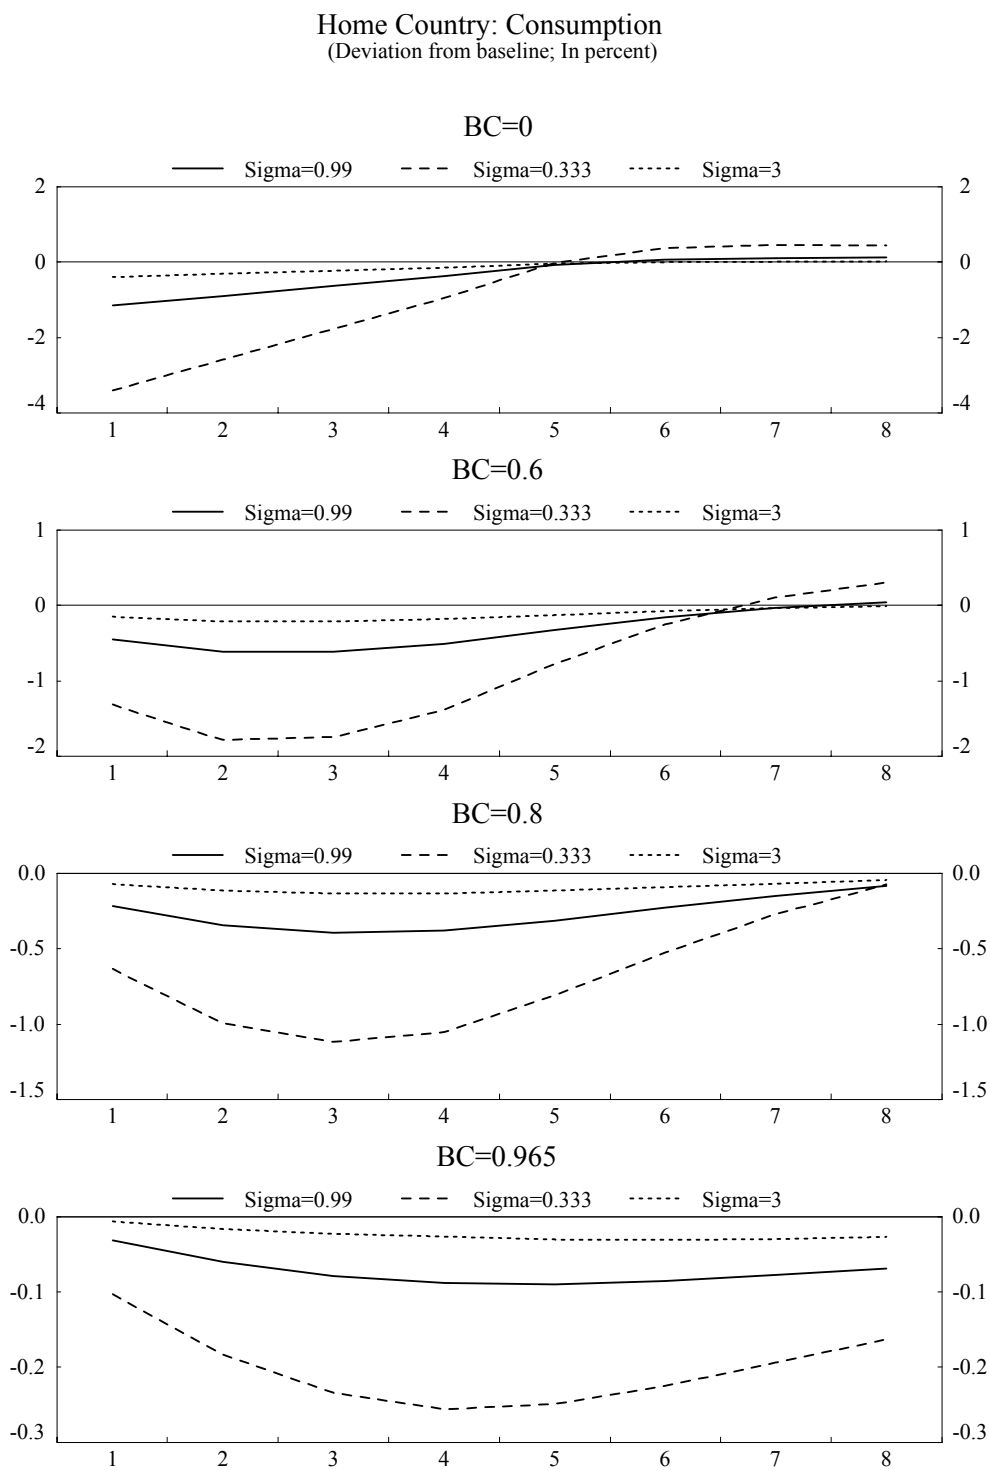 Home Country: Consumption
(Deviation from baseline; In percent)
BC=0
Sigma=0.99 Sigma=0.333 Sigma=3
2 2
0 0
-2 -2
-4 -4
1 2 3 4 5 6 7 8
BC=0.6
Sigma=0.99 Sigma=0.333 Sigma=3
1 1
0 0
-1 -1
-2 -2
1 2 3 4 5 6 7 8
BC=0.8
Sigma=0.99 Sigma=0.333 Sigma=3
0.0 0.0
-0.5 -0.5
-1.0 -1.0
-1.5 -1.5
1 2 3 4 5 6 7 8
BC=0.965
Sigma=0.99 Sigma=0.333 Sigma=3
0.0 0.0
-0.1 -0.1
-0.2 -0.2
-0.3 -0.3
1 2 3 4 5 6 7 8